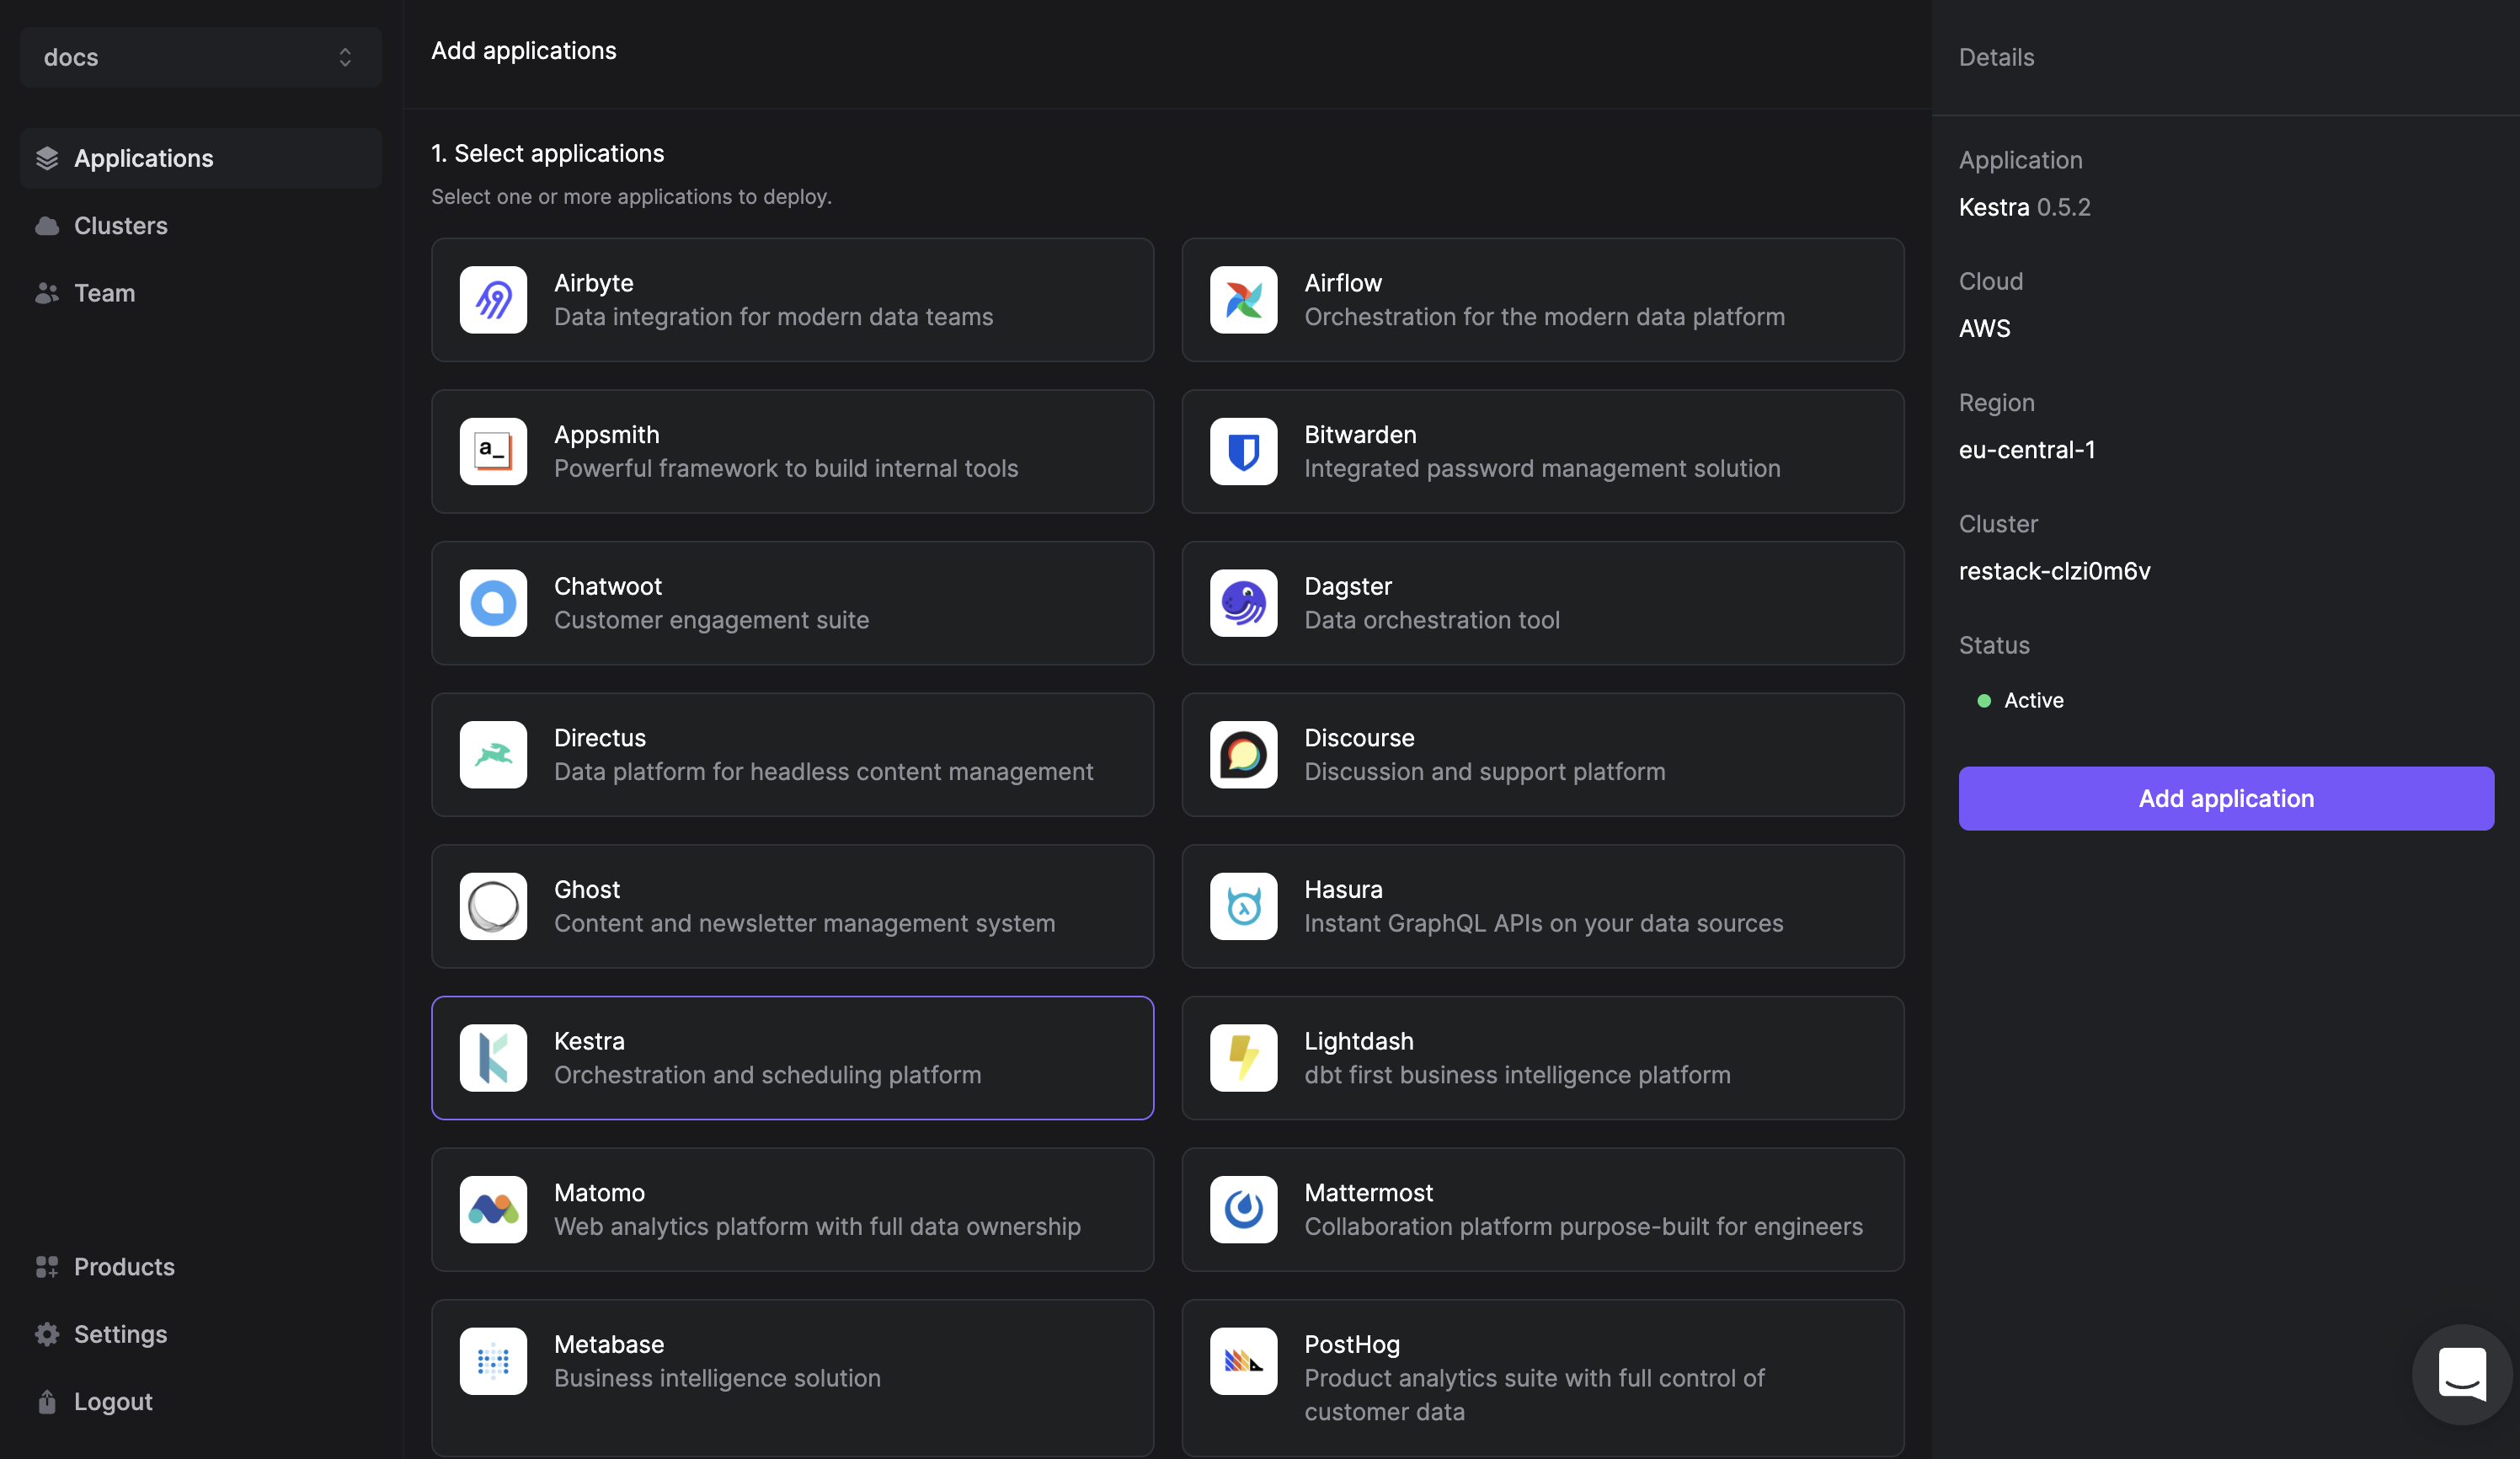 docs
Applications
Clusters
Team
Products
Settings
Logout
Add applications
1. Select applications
Select one or more applications to deploy.
Airbyte
Data integration for modern data teams
Airflow
Orchestration for the modern data platform
a_
Appsmith
Powerful framework to build internal tools
Bitwarden
Integrated password management solution
Chatwoot
Customer engagement suite
Dagster
Data orchestration tool
Directus
Data platform for headless content management
Discourse
Discussion and support platform
Ghost
Content and newsletter management system
Hasura
Instant GraphQL APIs on your data sources
Kestra
Orchestration and scheduling platform
Lightdash
dbt first business intelligence platform
Matomo
Web analytics platform with full data ownership
Mattermost
Collaboration platform purpose-built for engineers
Metabase
Business intelligence solution
PostHog
Product analytics suite with full control of
customer data
Details
Application
Kestra 0.5.2
Cloud
AWS
Region
eu-central-1
Cluster
restack-clzi0m6v
Status
Active
Add application